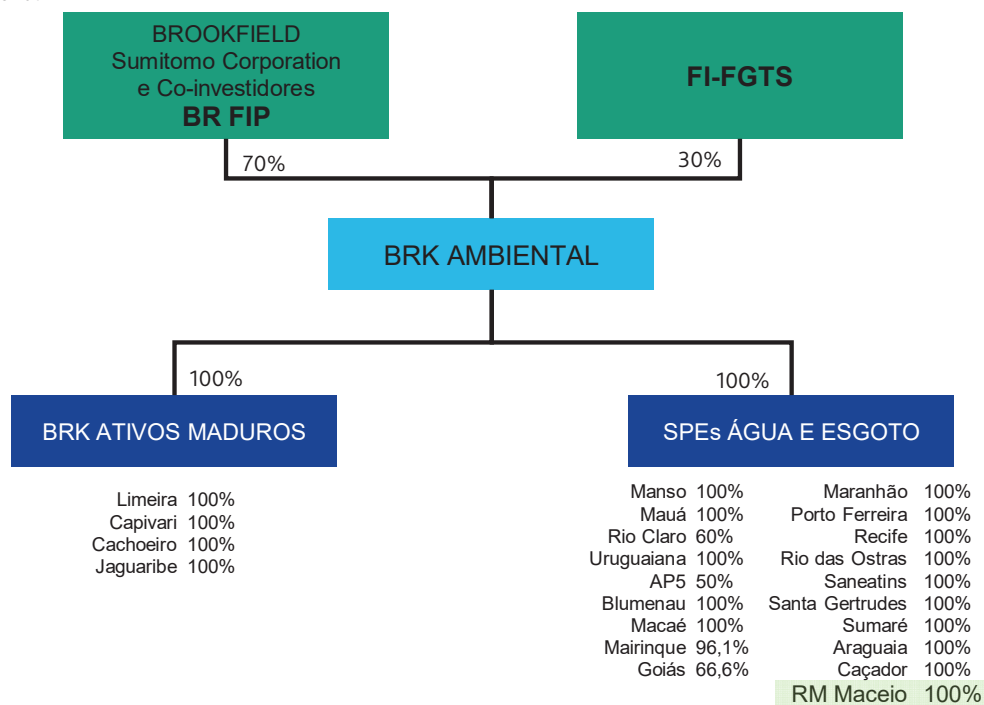 BROOKFIELD
Sumitomo Corporation
e Co-investidores
BR FIP
FI-FGTS
70%
30%
BRK AMBIENTAL
100%
100%
BRK ATIVOS MADUROS
SPEs ÁGUA E ESGOTO
Limeira 100%
Capivari 100%
Cachoeiro 100%
Jaguaribe 100%
Manso 100%
Mauá 100%
Rio Claro 60%
Uruguaiana 100%
AP5 50%
Blumenau 100%
Macaé 100%
Mairinque 96,1%
Goiás 66,6%
Maranhão 100%
Porto Ferreira 100%
Recife 100%
Rio das Ostras 100%
Saneatins 100%
Santa Gertrudes 100%
Sumaré 100%
Araguaia 100%
Caçador 100%
RM Maceio 100%